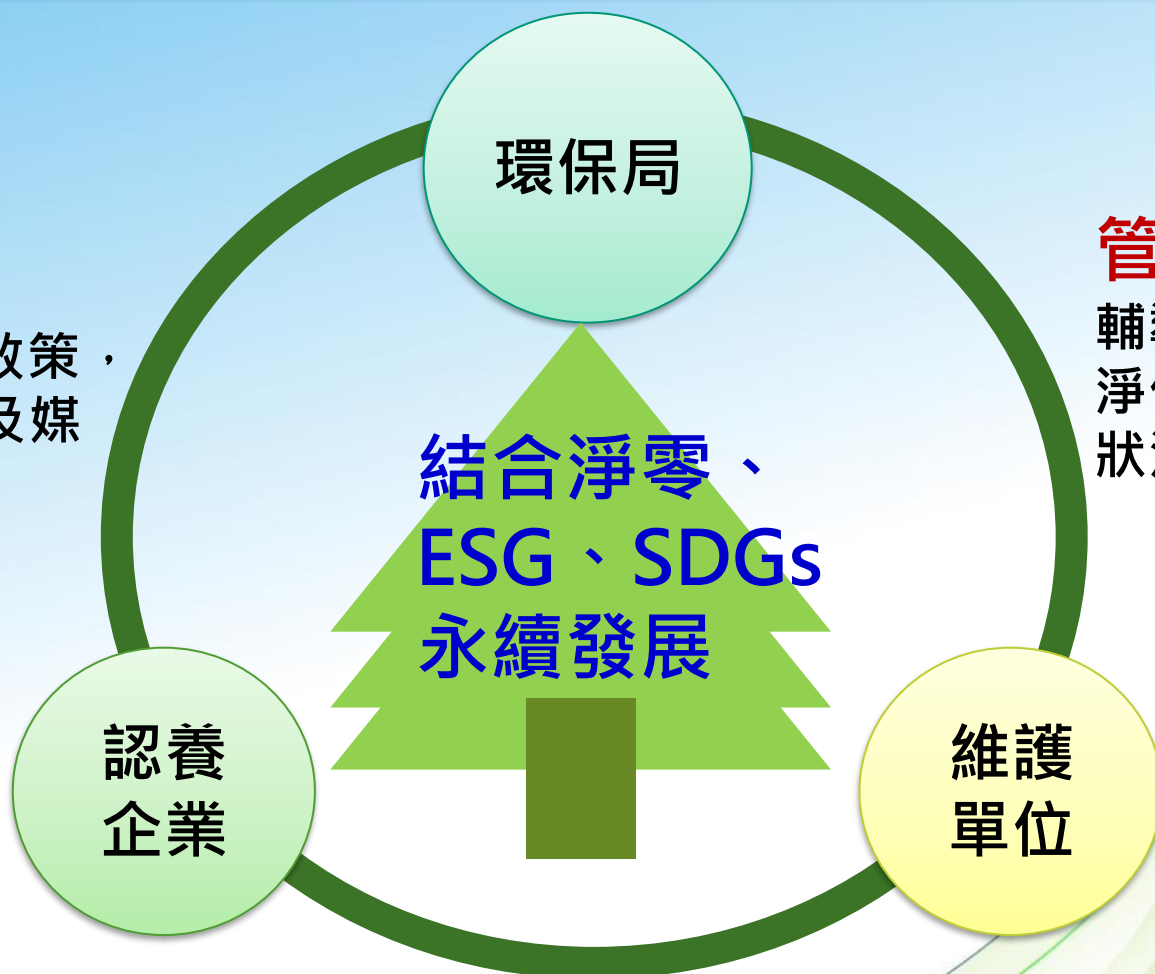 環保局
管
輔
淨
狀
政策，
及媒
結合淨零、
ESG、SDGs
永續發展
認養
企業
維護
單位